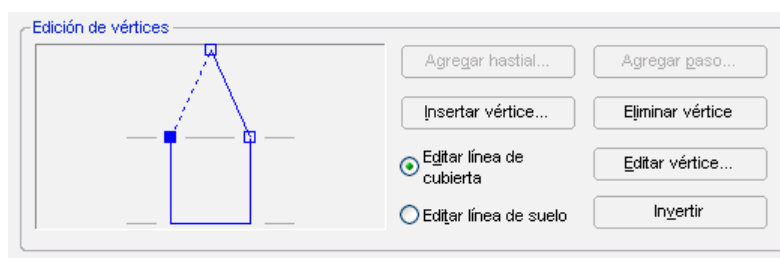 Edición de vértices
Agregar hastial...
Agregar paso...
Insertar vértice...
Eliminar vértice
Editar línea de
cubierta
Editar vértice...
Editar línea de suelo
Invertir